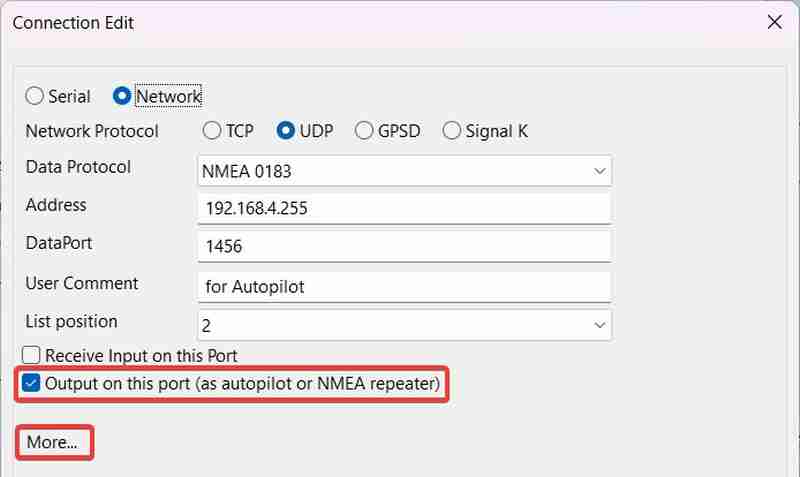 Connection Edit
Serial Network
Network Protocol TCP UDP GPSD Signal K
Data Protocol NMEA 0183
Address 192.168.4.255
DataPort 1456
User Comment for Autopilot
List position 2
Receive Input on this Port
Output on this port (as autopilot or NMEA repeater)
More...